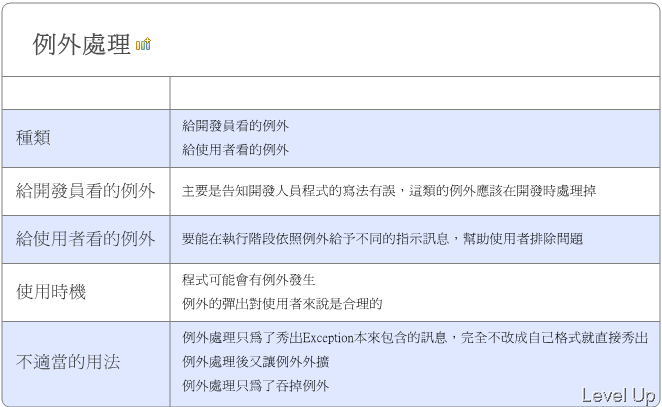 例外處理
種類
給開發員看的例外
給使用者看的例外
給開發員看的例外
主要是告知開發人員程式的寫法有誤，這類的例外應該在開發時處理掉
給使用者看的例外
要能在執行階段依照例外給予不同的指示訊息，幫助使用者排除問題
使用時機
程式可能會有例外發生
例外的彈出對使用者來說是合理的
不適當的用法
例外處理只為了秀出Exception本來包含的訊息，完全不改成自己格式就直接秀出
例外處理後又讓例外外擴
例外處理只為了吞掉例外
Level Up